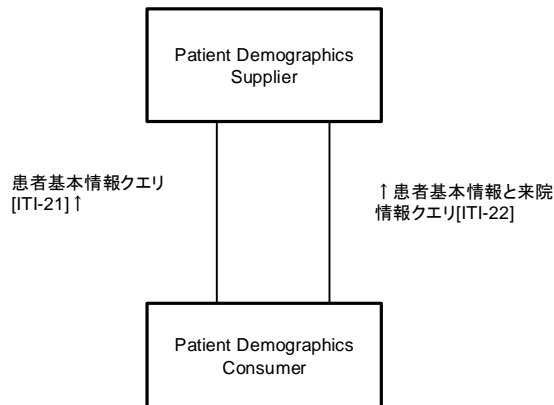 Patient Demographics
Supplier
患者基本情報クエリ
[ITI-21]↑
↑患者基本情報と来院
情報クエリ[ITI-22]
Patient Demographics
Consumer